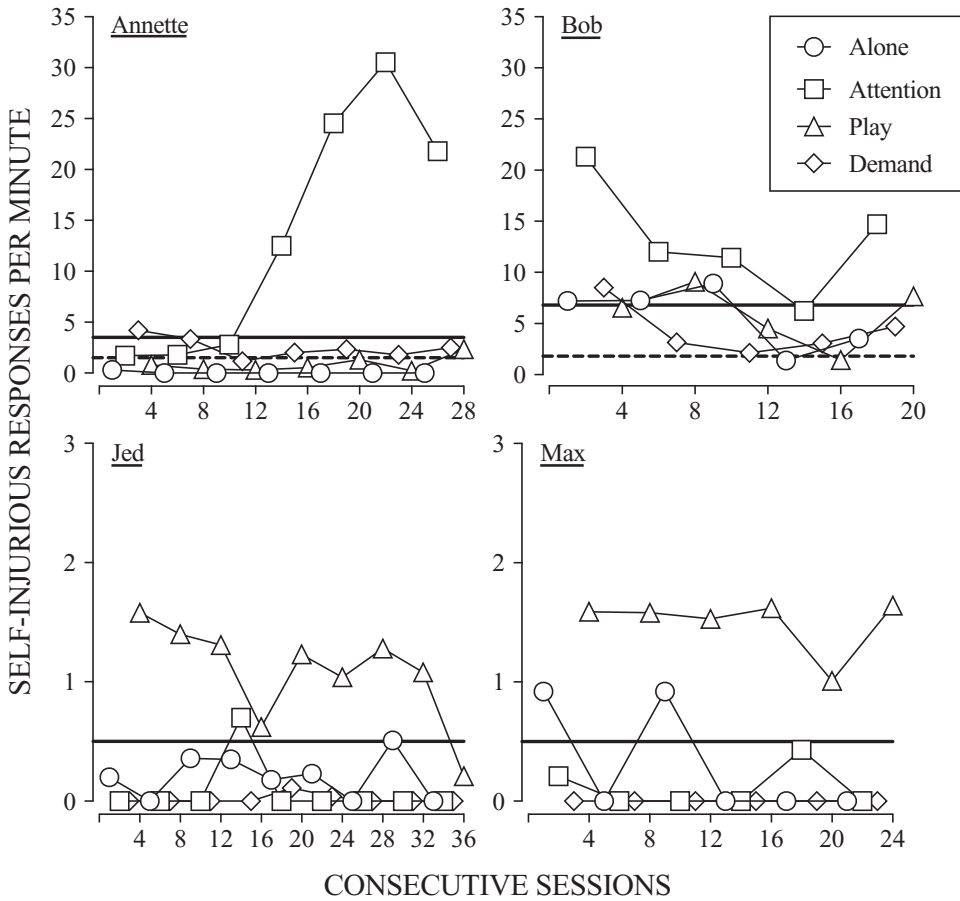 SELF-INJURIOUS RESPONSES PER MINUTE
Annette
35
30
25
20
15
10
5
0
4 8 12 16 20 24 28
Bob
35
30
25
20
15
10
5
0
4 8 12 16 20
Alone
Attention
Play
Demand
Jed
3
2
1
0
4 8 12 16 20 24 28 32 36
Max
3
2
1
0
4 8 12 16 20 24
CONSECUTIVE SESSIONS